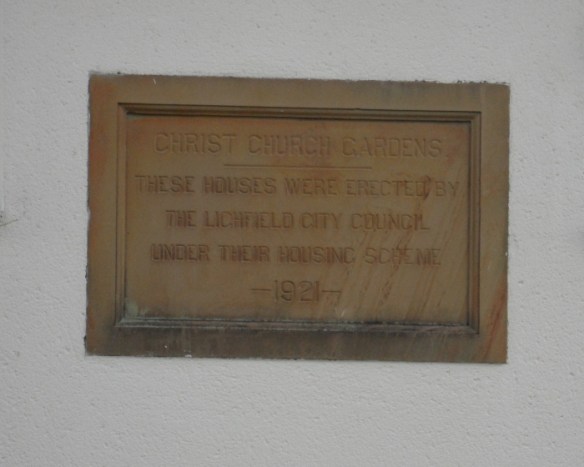 CHRIST CHURCH GARDENS.
THESE HOUSES WERE ERECTED BY
THE LICHFIELD CITY COUNCIL
UNDER THEIR HOUSING SCHEME
—1921—